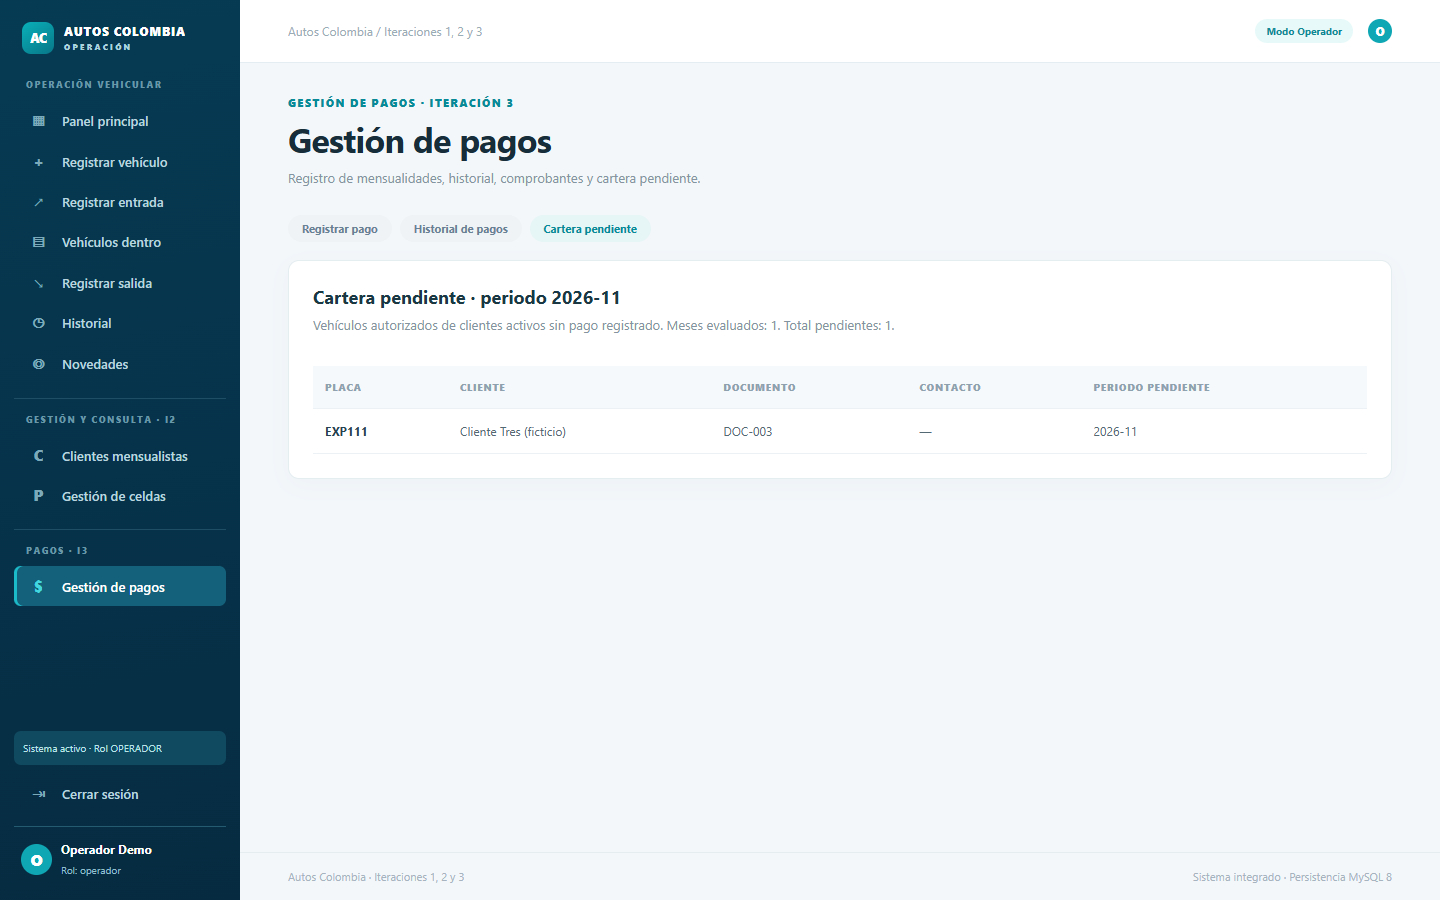 AC
AUTOS COLOMBIA
OPERACIÓN
OPERACIÓN VEHICULAR
Panel principal
+ Registrar vehículo
↗ Registrar entrada
Vehículos dentro
↘ Registrar salida
Historial
Novedades
GESTIÓN Y CONSULTA · I2
C Clientes mensualistas
P Gestión de celdas
PAGOS · I3
$ Gestión de pagos
Sistema activo · Rol OPERADOR
Cerrar sesión
O
Operador Demo
Rol: operador
Autos Colombia / Iteraciones 1, 2 y 3
Modo Operador
O
GESTIÓN DE PAGOS · ITERACIÓN 3
Gestión de pagos
Registro de mensualidades, historial, comprobantes y cartera pendiente.
Registrar pago
Historial de pagos
Cartera pendiente
Cartera pendiente · periodo 2026-11
Vehículos autorizados de clientes activos sin pago registrado. Meses evaluados: 1. Total pendientes: 1.
PLACA CLIENTE DOCUMENTO CONTACTO PERIODO PENDIENTE
EXP111 Cliente Tres (ficticio) DOC-003 — 2026-11
Autos Colombia · Iteraciones 1, 2 y 3
Sistema integrado · Persistencia MySQL 8